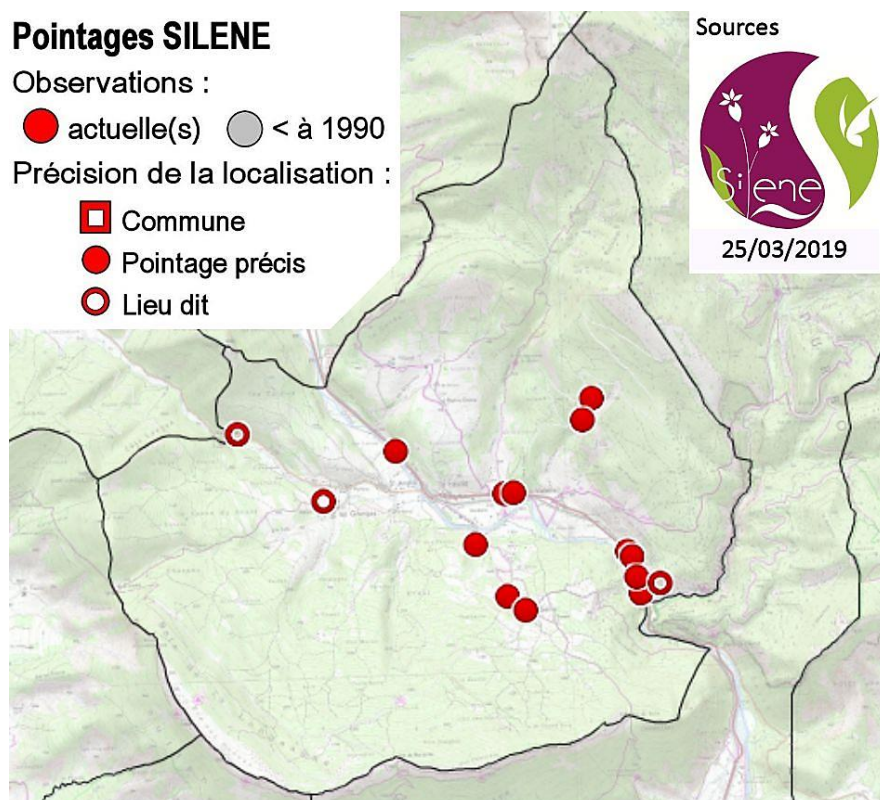 Pointages SILENE
Observations :
actuelle(s) < à 1990
Précision de la localisation :
Commune
Pointage précis
Lieu dit
Sources
Silene
25/03/2019